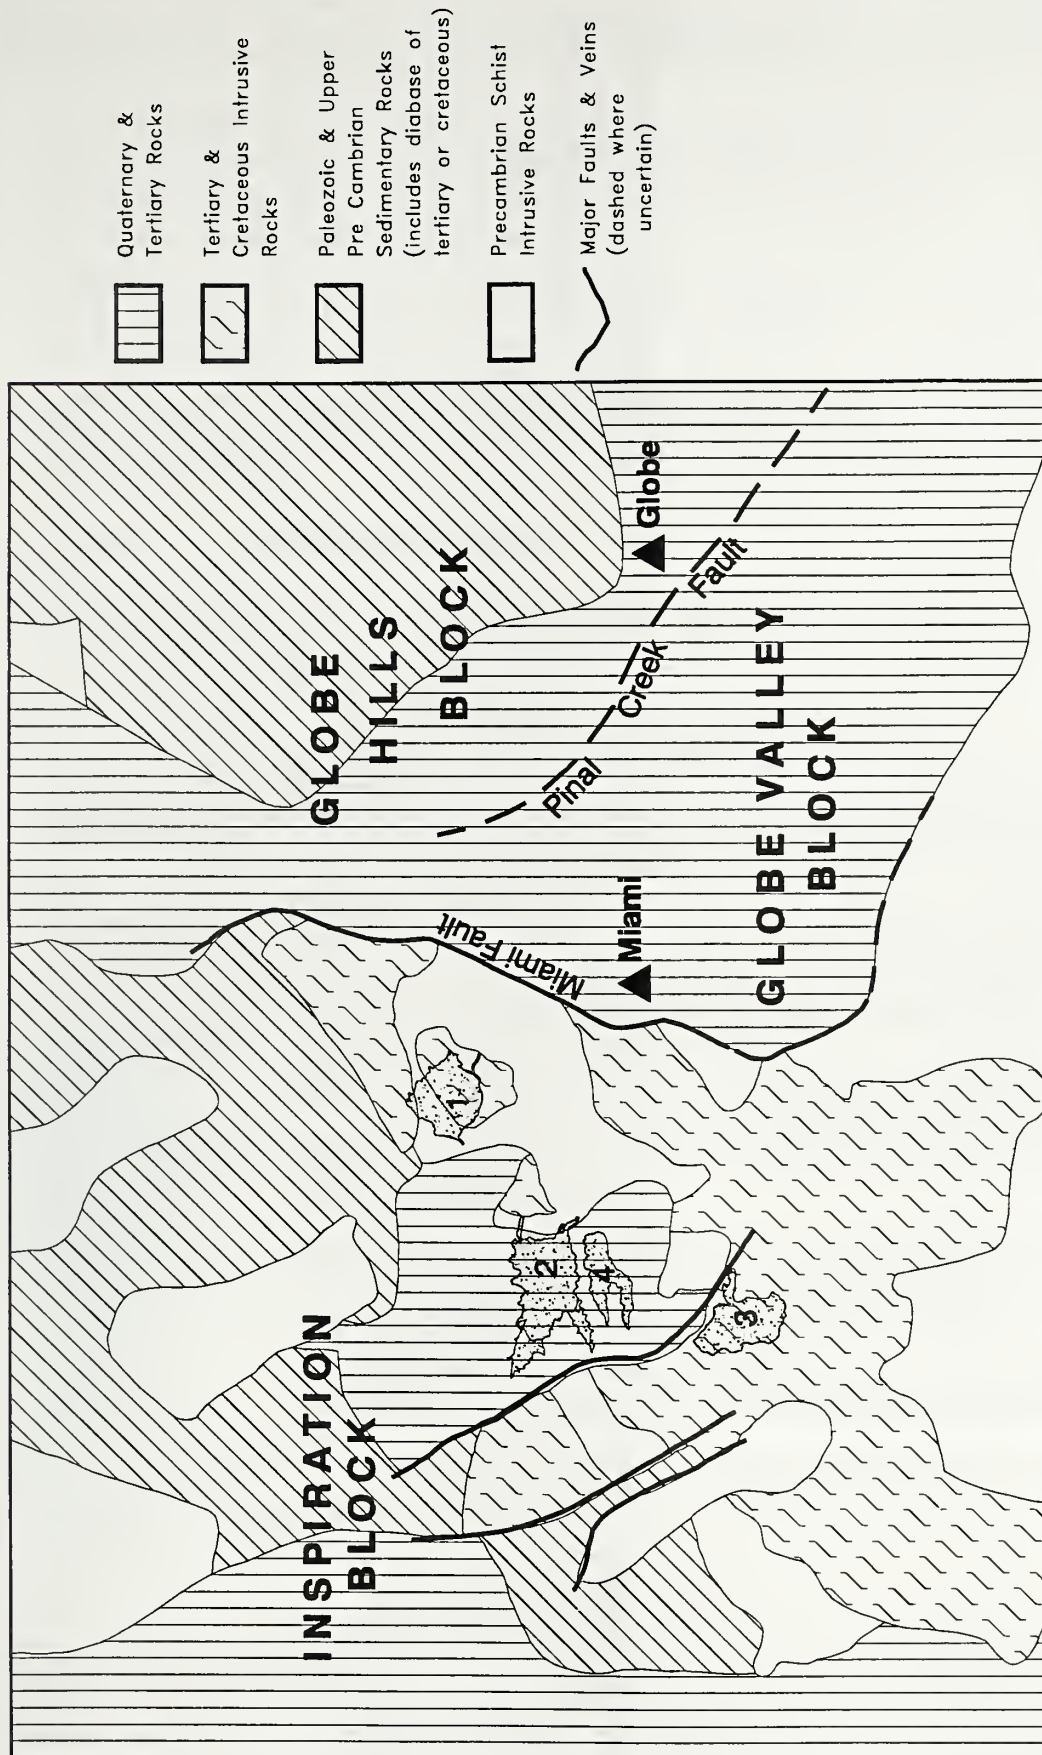 INSPIRATION
BLOCK
GLOBE
HILLS
BLOCK
Miami Fault
Pinal Creek Fault
Miami
Globe
GLOBE VALLEY
BLOCK
1
2
4
3
Quaternary &
Tertiary Rocks
Tertiary &
Cretaceous Intrusive
Rocks
Paleozoic & Upper
Pre Cambrian
Sedimentary Rocks
(includes diabase of
tertiary or cretaceous)
Precambrian Schist
Intrusive Rocks
Major Faults & Veins
(dashed where
uncertain)